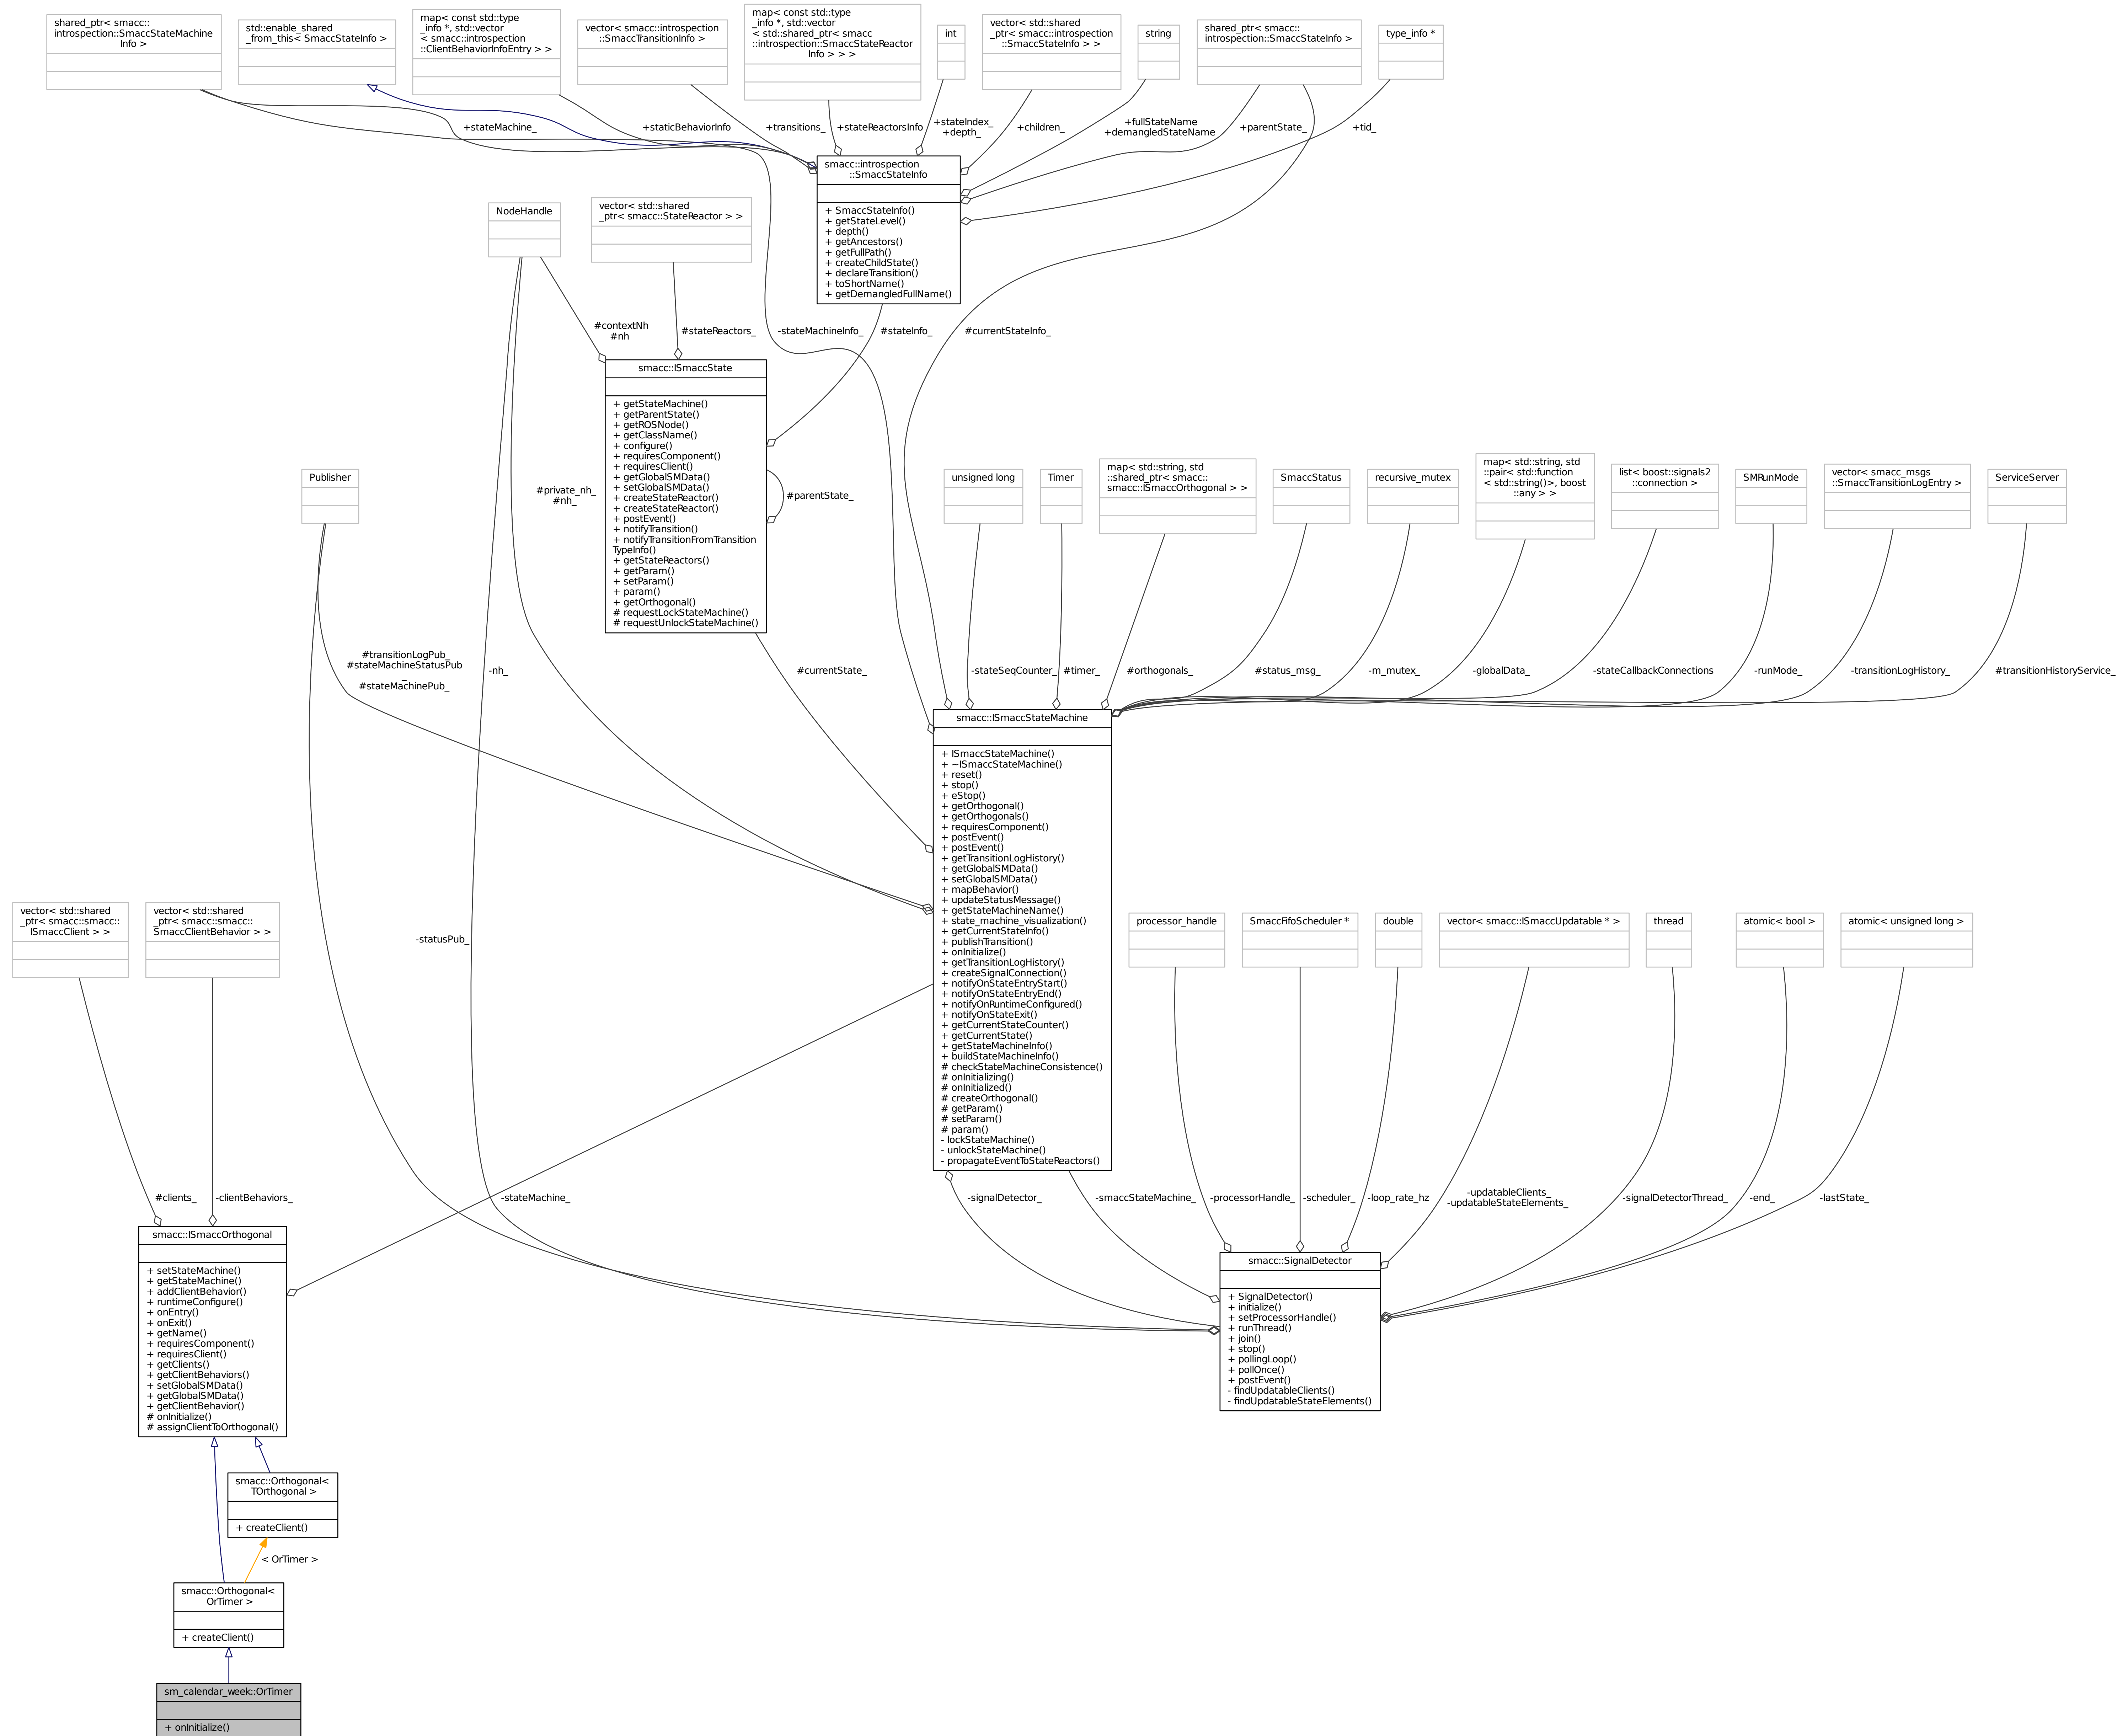 shared_ptr< smacc::
introspection::SmaccStateMachine
Info >
std::enable_shared
_from_this< SmaccStateInfo >
map< const std::type
_info *, std::vector
< smacc::introspection
::ClientBehaviorInfoEntry > >
vector< smacc::introspection
::SmaccTransitionInfo >
map< const std::type
_info *, std::vector
< std::shared_ptr< smacc
::introspection::SmaccStateReactor
Info > > >
int
vector< std::shared
_ptr< smacc::introspection
::SmaccStateInfo > >
string
shared_ptr< smacc::
introspection::SmaccStateInfo >
type_info *
+stateMachine_
+staticBehaviorInfo
+transitions_
+stateReactorsInfo
+stateIndex_
+depth_
+children_
+fullStateName
+demangledStateName
+parentState_
+tid_
smacc::introspection
::SmaccStateInfo
+ SmaccStateInfo()
+ getStateLevel()
+ depth()
+ getAncestors()
+ getFullPath()
+ createChildState()
+ declareTransition()
+ toShortName()
+ getDemangledFullName()
NodeHandle
vector< std::shared
_ptr< smacc::StateReactor > >
#contextNh
#nh
#stateReactors_
-stateMachineInfo_
#stateInfo_
#currentStateInfo_
smacc::ISmaccState
+ getStateMachine()
+ getParentState()
+ getROSNode()
+ getClassName()
+ configure()
+ requiresComponent()
+ requiresClient()
+ getGlobalSMData()
+ setGlobalSMData()
+ createStateReactor()
+ createStateReactor()
+ postEvent()
+ notifyTransition()
+ notifyTransitionFromTransition
TypeInfo()
+ getStateReactors()
+ getParam()
+ setParam()
+ param()
+ getOrthogonal()
# requestLockStateMachine()
# requestUnlockStateMachine()
#parentState_
Publisher
#private_nh_
#nh_
unsigned long
Timer
map< std::string, std
::shared_ptr< smacc::
smacc::ISmaccOrthogonal > >
SmaccStatus
recursive_mutex
map< std::string, std
::pair< std::function
< std::string()>, boost
::any > >
list< boost::signals2
::connection >
SMRunMode
vector< smacc_msgs
::SmaccTransitionLogEntry >
ServiceServer
#transitionLogPub_
#stateMachineStatusPub
_
#stateMachinePub_
-nh_
#currentState_
-stateSeqCounter_
#timer_
#orthogonals_
#status_msg_
-m_mutex_
-globalData_
-stateCallbackConnections
-runMode_
-transitionLogHistory_
#transitionHistoryService_
smacc::ISmaccStateMachine
+ ISmaccStateMachine()
+ ~ISmaccStateMachine()
+ reset()
+ stop()
+ eStop()
+ getOrthogonal()
+ getOrthogonals()
+ requiresComponent()
+ postEvent()
+ postEvent()
+ getTransitionLogHistory()
+ getGlobalSMData()
+ setGlobalSMData()
+ mapBehavior()
+ updateStatusMessage()
+ getStateMachineName()
+ state_machine_visualization()
+ getCurrentStateInfo()
+ publishTransition()
+ onInitialize()
+ getTransitionLogHistory()
+ createSignalConnection()
+ notifyOnStateEntryStart()
+ notifyOnStateEntryEnd()
+ notifyOnRuntimeConfigured()
+ notifyOnStateExit()
+ getCurrentStateCounter()
+ getCurrentState()
+ getStateMachineInfo()
+ buildStateMachineInfo()
# checkStateMachineConsistence()
# onInitializing()
# onInitialized()
# createOrthogonal()
# getParam()
# setParam()
# param()
- lockStateMachine()
- unlockStateMachine()
- propagateEventToStateReactors()
vector< std::shared
_ptr< smacc::smacc::
ISmaccClient > >
vector< std::shared
_ptr< smacc::smacc::
SmaccClientBehavior > >
-statusPub_
processor_handle
SmaccFifoScheduler *
double
vector< smacc::ISmaccUpdatable * >
thread
atomic< bool >
atomic< unsigned long >
#clients_
-clientBehaviors_
-stateMachine_
-signalDetector_
-smaccStateMachine_
-processorHandle_
-scheduler_
-loop_rate_hz
-updatableClients_
-updatableStateElements_
-signalDetectorThread_
-end_
-lastState_
smacc::ISmaccOrthogonal
+ setStateMachine()
+ getStateMachine()
+ addClientBehavior()
+ runtimeConfigure()
+ onEntry()
+ onExit()
+ getName()
+ requiresComponent()
+ requiresClient()
+ getClients()
+ getClientBehaviors()
+ setGlobalSMData()
+ getGlobalSMData()
+ getClientBehavior()
# onInitialize()
# assignClientToOrthogonal()
smacc::SignalDetector
+ SignalDetector()
+ initialize()
+ setProcessorHandle()
+ runThread()
+ join()
+ stop()
+ pollingLoop()
+ pollOnce()
+ postEvent()
- findUpdatableClients()
- findUpdatableStateElements()
smacc::Orthogonal<
TOrthogonal >
+ createClient()
< OrTimer >
smacc::Orthogonal<
OrTimer >
+ createClient()
sm_calendar_week::OrTimer
+ onInitialize()